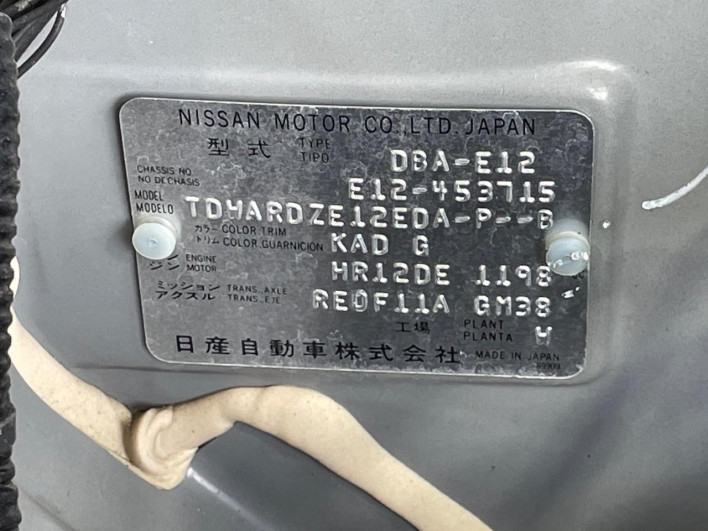 NISSAN MOTOR CO.,LTD. JAPAN
型式 TYPE TIPO DBA-E12
CHASSIS NO. NO DE CHASIS E12-453715
MODEL MODELO TDHARDZE12EDA-P--B
カラー トリム COLOR.TRIM COLOR.GUARNICION KAD G
ジン ENGINE MOTOR HR12DE 1198
ミッション アクスル TRANS.,AXLE TRANS.,EJE RE0F11A GM38
工場 PLANT PLANTA H
日産自動車株式会社 MADE IN JAPAN